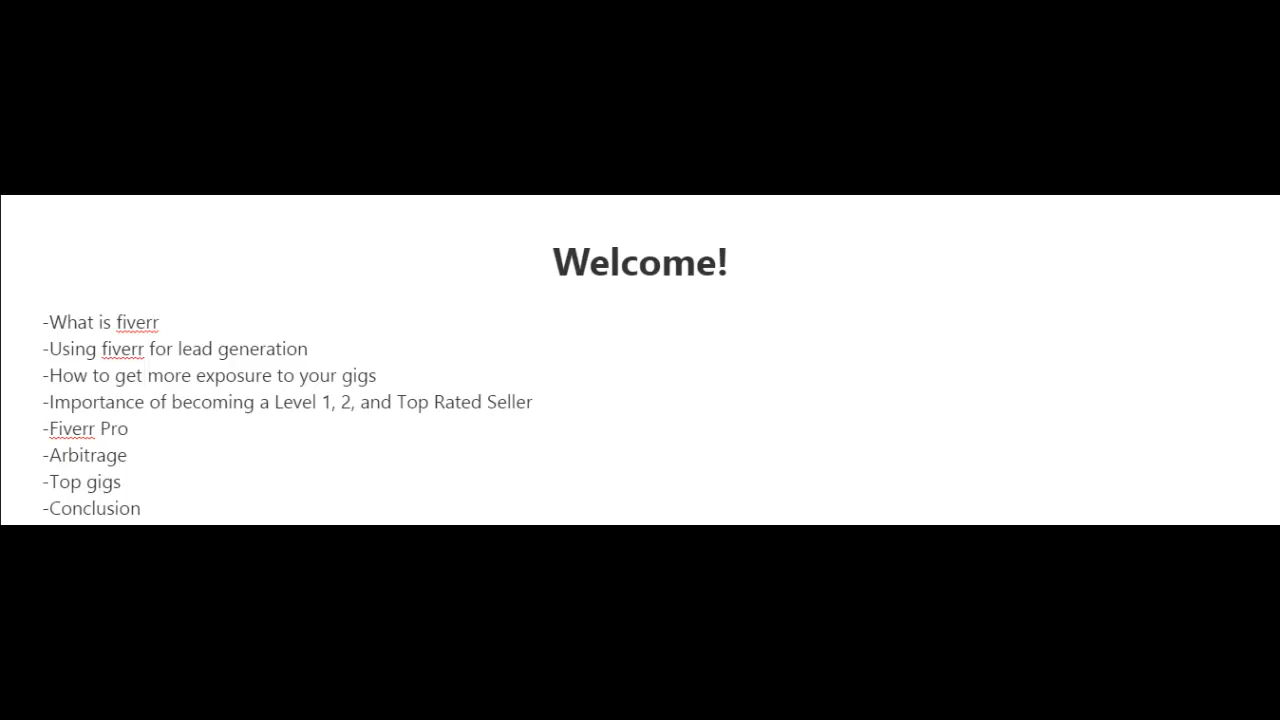 Welcome!
-What is fiverr
-Using fiverr for lead generation
-How to get more exposure to your gigs
-Importance of becoming a Level 1, 2, and Top Rated Seller
-Fiverr Pro
-Arbitrage
-Top gigs
-Conclusion